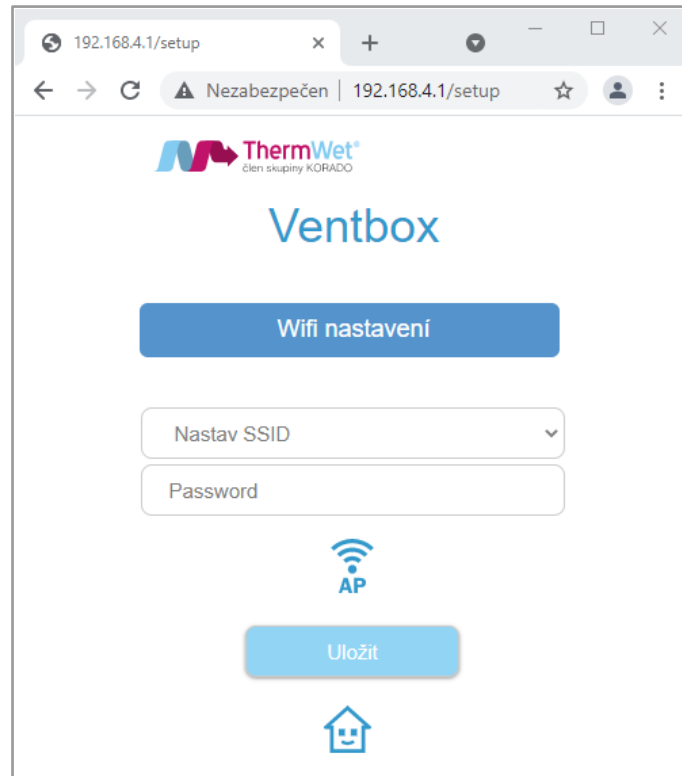 192.168.4.1/setup
Nezabezpečen | 192.168.4.1/setup
ThermWet®
člen skupiny KORADO
Ventbox
Wifi nastavení
Nastav SSID
Password
AP
Uložit